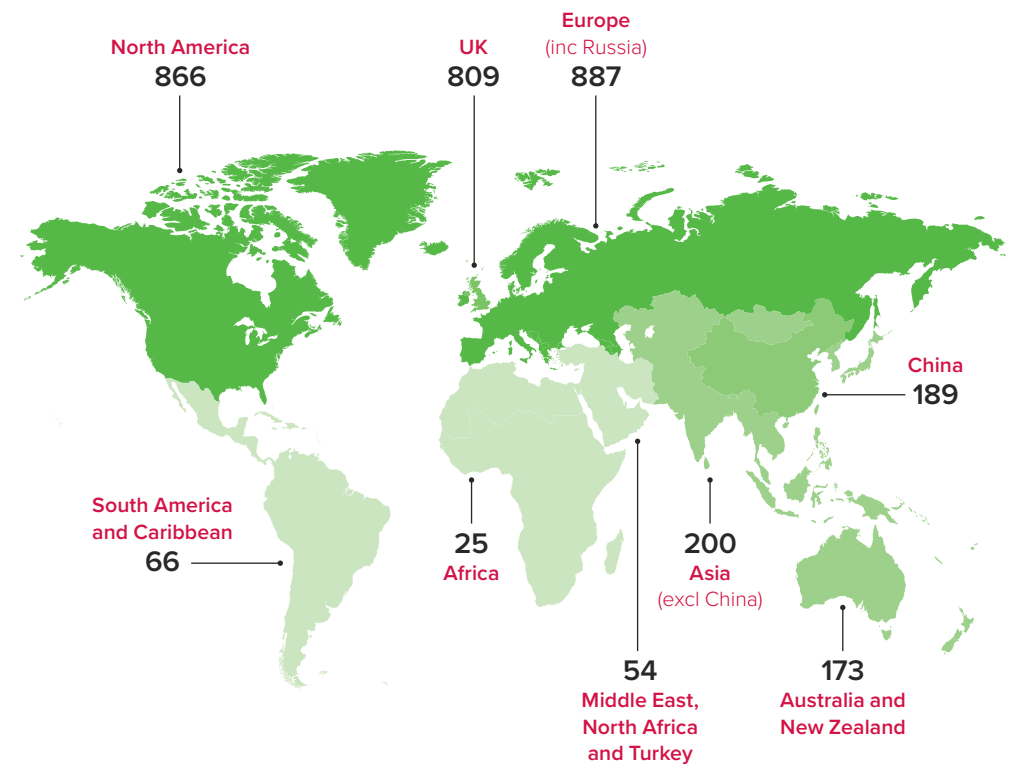 North America
866
UK
809
Europe
(inc Russia)
887
China
189
South America
and Caribbean
66
25
Africa
200
Asia
(excl China)
54
Middle East,
North Africa
and Turkey
173
Australia and
New Zealand